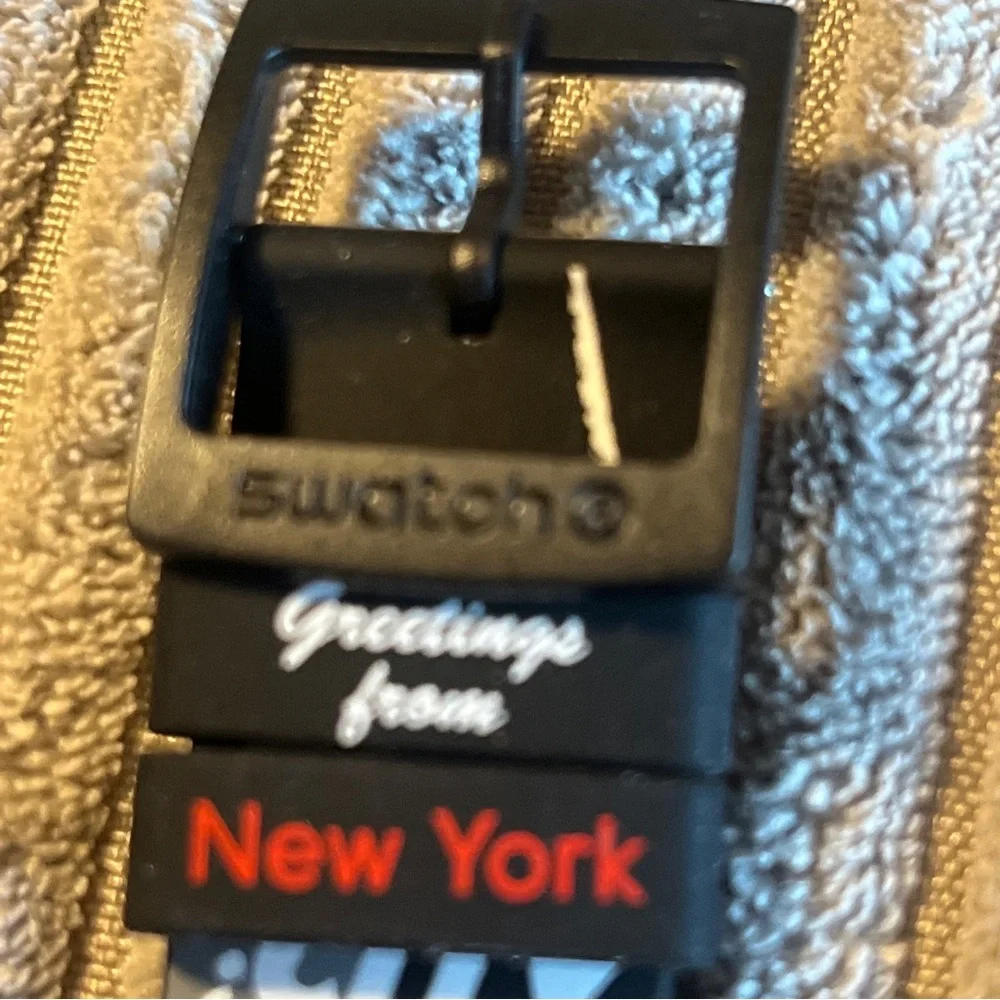 swatch
Greetings
from
New York